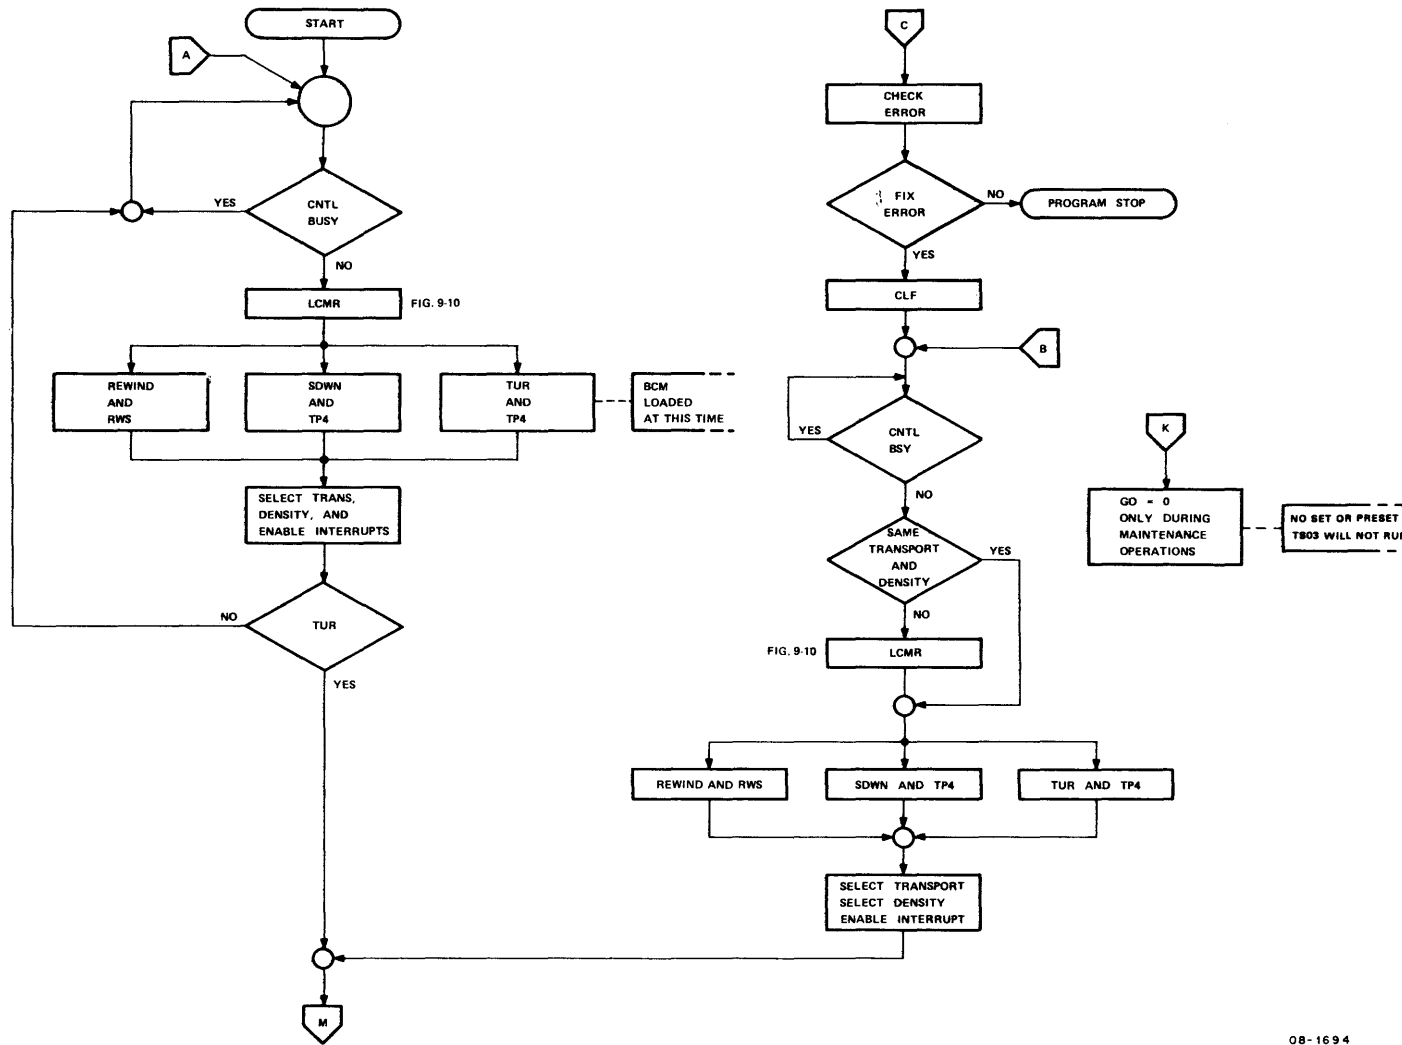 START
A
CNTL
BUSY
YES
NO
LCMR
FIG. 9-10
REWIND
AND
RWS
SDWN
AND
TP4
TUR
AND
TP4
BCM
LOADED
AT THIS TIME
SELECT TRANS,
DENSITY, AND
ENABLE INTERRUPTS
NO
TUR
YES
M
C
CHECK
ERROR
FIX
ERROR
NO
PROGRAM STOP
YES
CLF
B
YES
CNTL
BSY
NO
SAME
TRANSPORT
AND
DENSITY
YES
NO
FIG. 9-10
LCMR
REWIND AND RWS
SDWN AND TP4
TUR AND TP4
SELECT TRANSPORT
SELECT DENSITY
ENABLE INTERRUPT
K
GO = 0
ONLY DURING
MAINTENANCE
OPERATIONS
NO SET OR PRESET
TS03 WILL NOT
08-1694